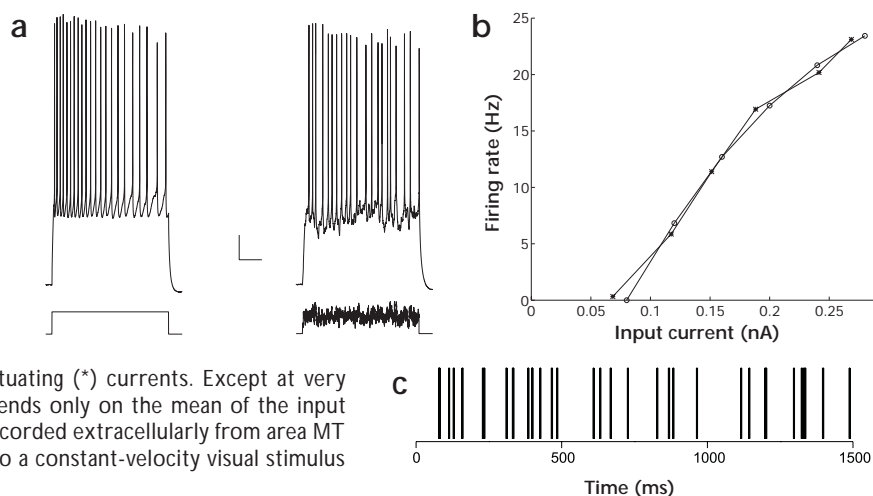 a
b
Firing rate (Hz)
25
20
15
10
5
0
0 0.05 0.1 0.15 0.2 0.25
Input current (nA)
tuating (*) currents. Except at very
ends only on the mean of the input
corded extracellularly from area MT
o a constant-velocity visual stimulus
c
0 500 1000 1500
Time (ms)